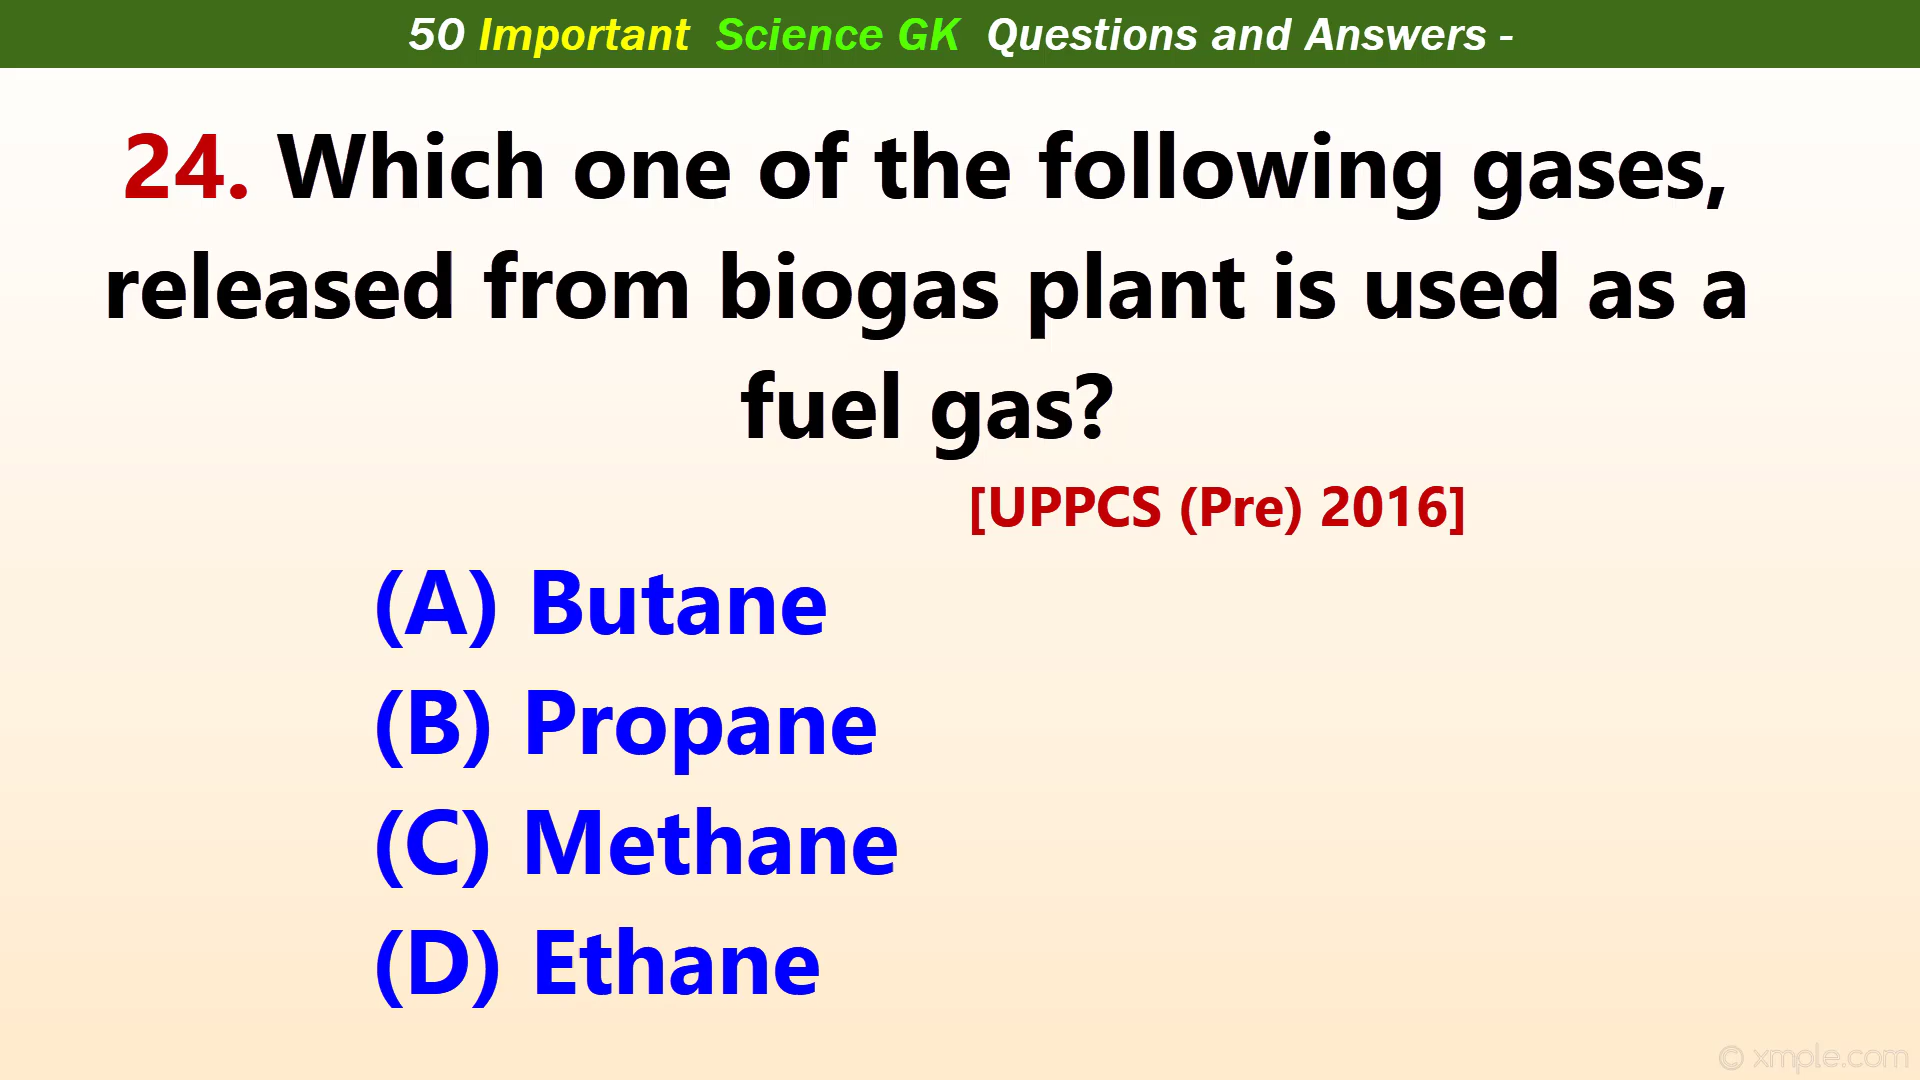 50 Important Science GK Questions and Answers -
24. Which one of the following gases,
released from biogas plant is used as a
fuel gas?
[UPPCS (Pre) 2016]
(A) Butane
(B) Propane
(C) Methane
(D) Ethane
© xmple.com